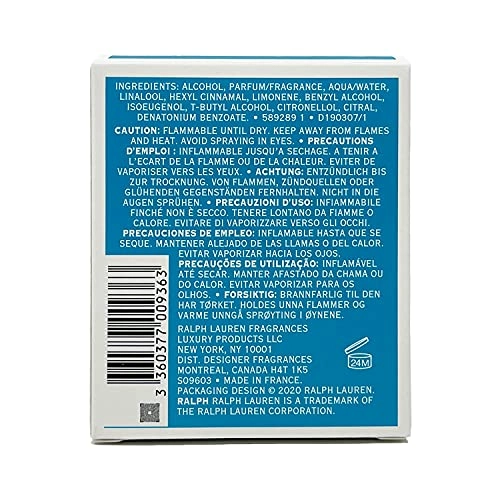 INGREDIENTS: ALCOHOL, PARFUM/FRAGRANCE, AQUA/WATER,
LINALOOL, HEXYL CINNAMAL, LIMONENE, BENZYL ALCOHOL,
ISOEUGENOL, T-BUTYL ALCOHOL, CITRONELLOL, CITRAL,
DENATONIUM BENZOATE. • 589289 1 • D190307/1
CAUTION: FLAMMABLE UNTIL DRY. KEEP AWAY FROM FLAMES
AND HEAT. AVOID SPRAYING IN EYES. • PRECAUTIONS
D'EMPLOI : INFLAMMABLE JUSQU'A SECHAGE. A TENIR A
L'ECART DE LA FLAMME OU DE LA CHALEUR. EVITER DE
VAPORISER VERS LES YEUX. • ACHTUNG: ENTZÜNDLICH BIS
ZUR TROCKNUNG. VON FLAMMEN, ZÜNDQUELLEN ODER
GLÜHENDEN GEGENSTÄNDEN FERNHALTEN. NICHT IN DIE
AUGEN SPRÜHEN. • PRECAUZIONI D'USO: INFIAMMABILE
FINCHÉ NON È SECCO. TENERE LONTANO DA FIAMME O
CALORE. EVITARE DI VAPORIZZARE VERSO GLI OCCHI.
PRECAUCIONES DE EMPLEO: INFLAMABLE HASTA QUE SE
SEQUE. MANTENER ALEJADO DE LAS LLAMAS O DEL CALOR.
EVITAR VAPORIZAR HACIA LOS OJOS.
PRECAUÇÕES DE UTILIZAÇÃO: INFLAMÁVEL
ATÉ SECAR. MANTER AFASTADO DA CHAMA OU
DO CALOR. EVITAR VAPORIZAR PARA OS
OLHOS. • FORSIKTIG: BRANNFARLIG TIL DEN
HAR TØRKET. HOLDES UNNA FLAMMER OG
VARME UNNGÅ SPRØYTING I ØYNENE.
RALPH LAUREN FRAGRANCES
LUXURY PRODUCTS LLC
NEW YORK, NY, 10001
DIST. DESIGNER FRAGRANCES
MONTREAL, CANADA H4T 1K5
S09603 • MADE IN FRANCE.
PACKAGING DESIGN © 2020 RALPH LAUREN.
RALPH RALPH LAUREN IS A TRADEMARK OF
THE RALPH LAUREN CORPORATION.
3 360377 009363
24M